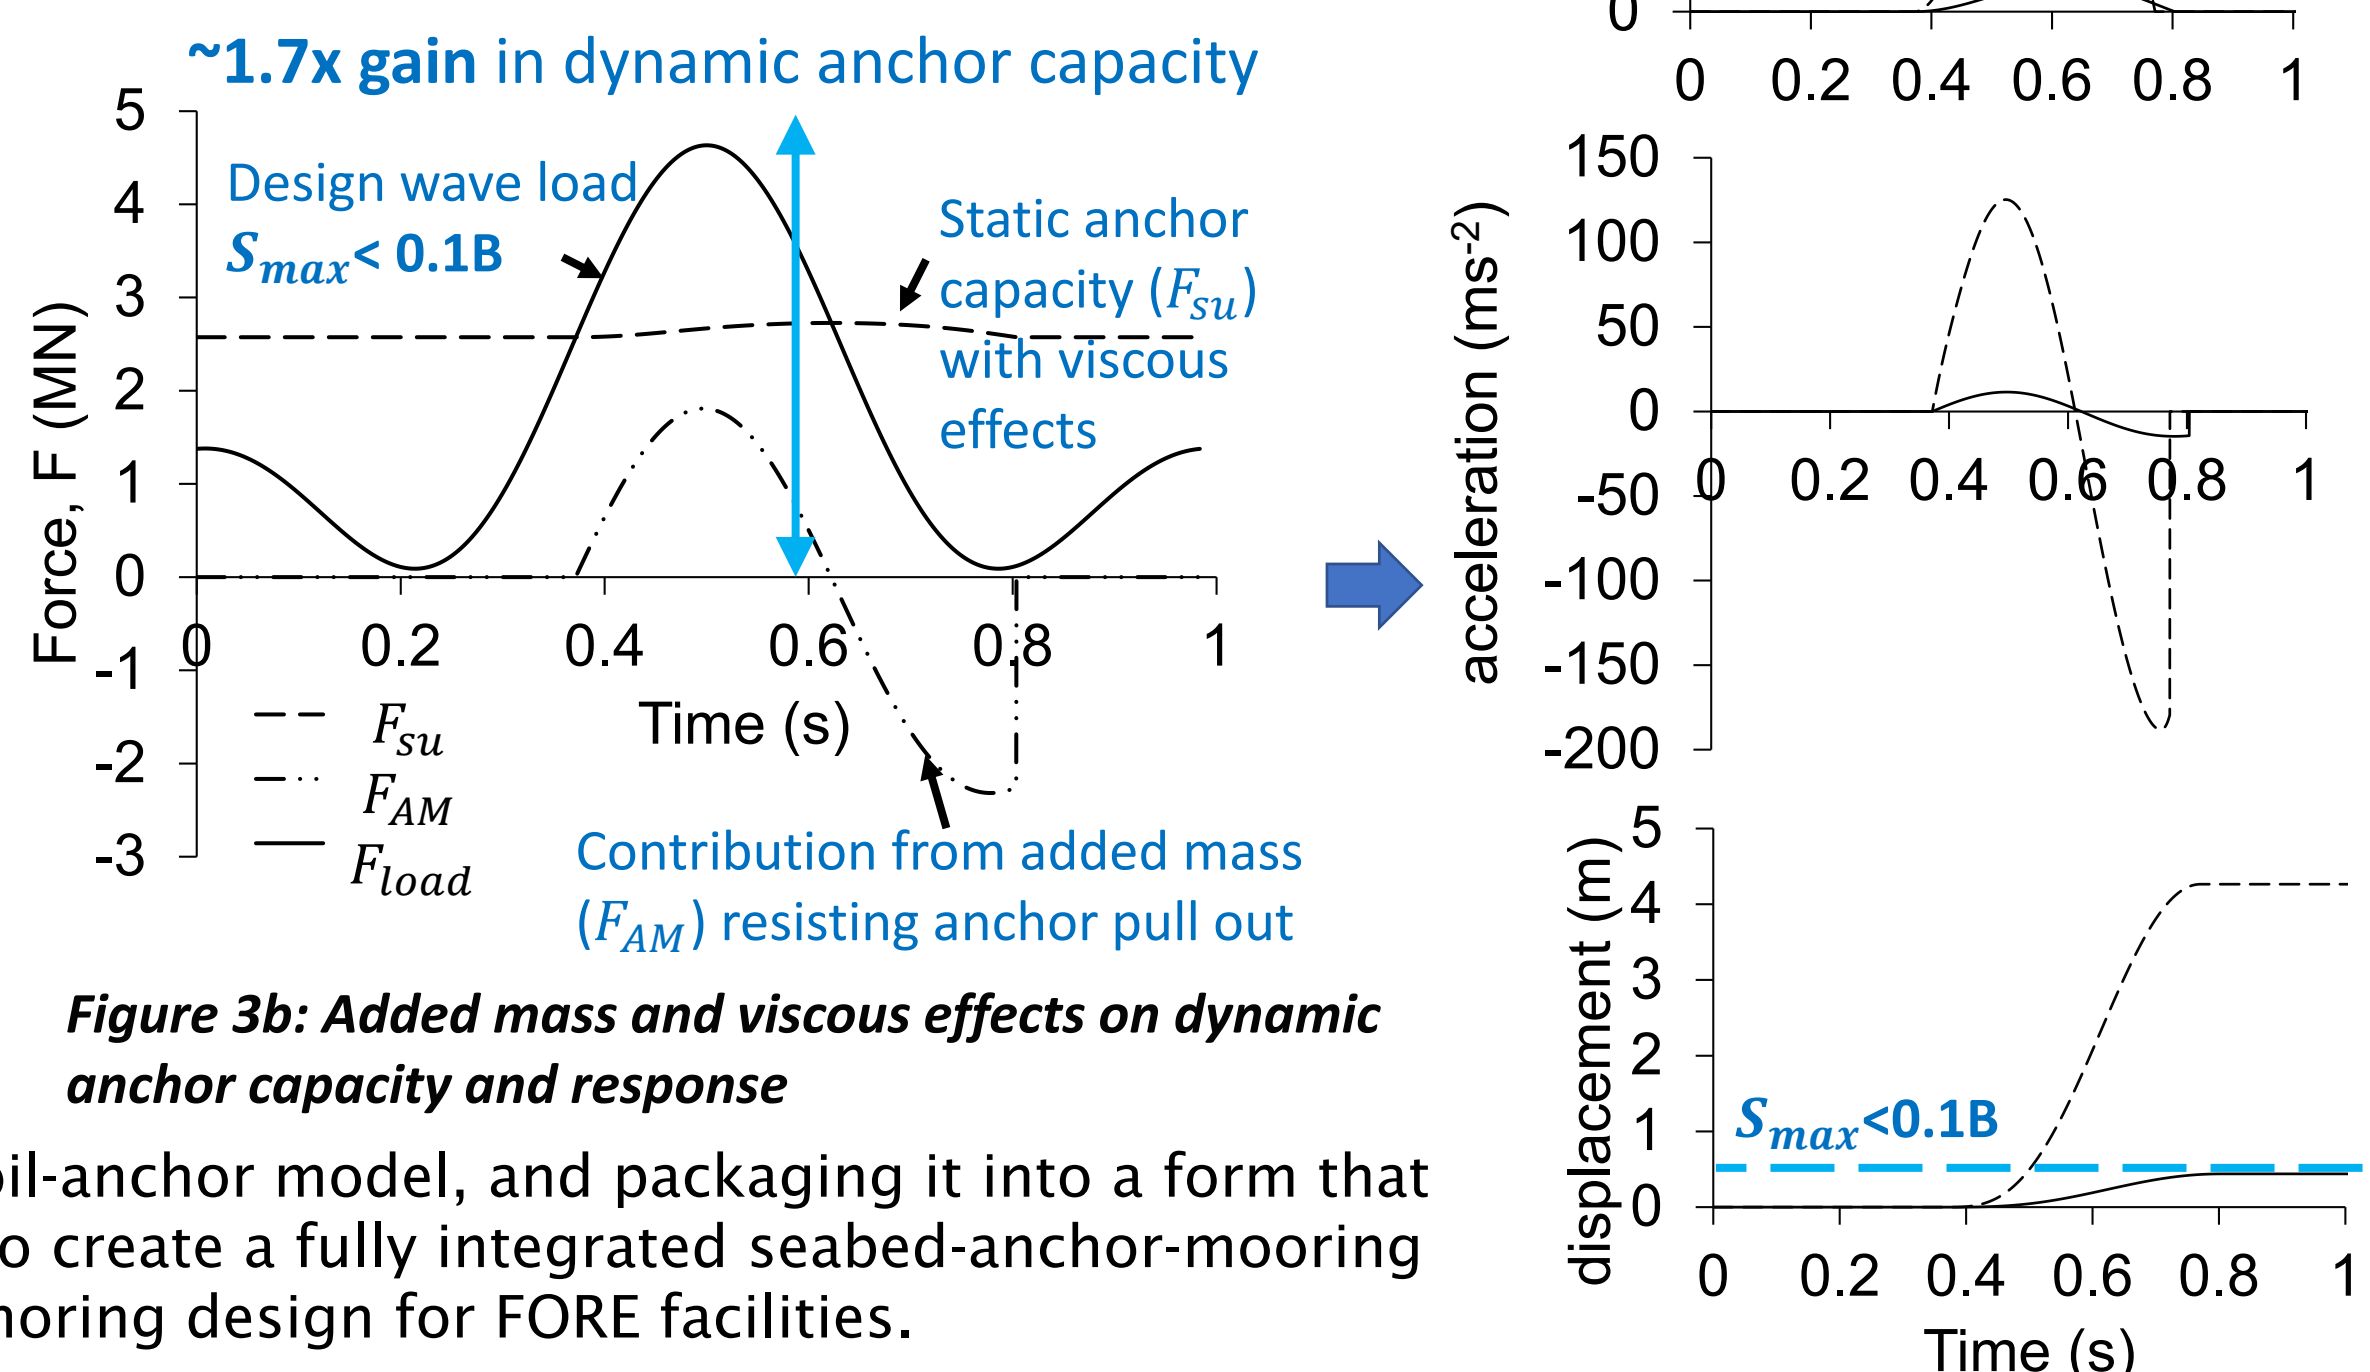 ~1.7x gain in dynamic anchor capacity
5
4
3
2
1
0
-1
-2
-3
Force, F (MN)
Design wave load
S_max< 0.1B
Static anchor
capacity (F_su)
with viscous
effects
0 0.2 0.4 0.6 0.8 1
Time (s)
F_su
F_AM
F_load
Contribution from added mass
(F_AM) resisting anchor pull out
Figure 3b: Added mass and viscous effects on dynamic
anchor capacity and response
oil-anchor model, and packaging it into a form that
o create a fully integrated seabed-anchor-mooring
noring design for FORE facilities.
0
0 0.2 0.4 0.6 0.8 1
150
100
50
0
-50
-100
-150
-200
acceleration (ms-2)
0 0.2 0.4 0.6 0.8 1
5
4
3
2
1
0
displacement (m)
S_max<0.1B
0 0.2 0.4 0.6 0.8 1
Time (s)